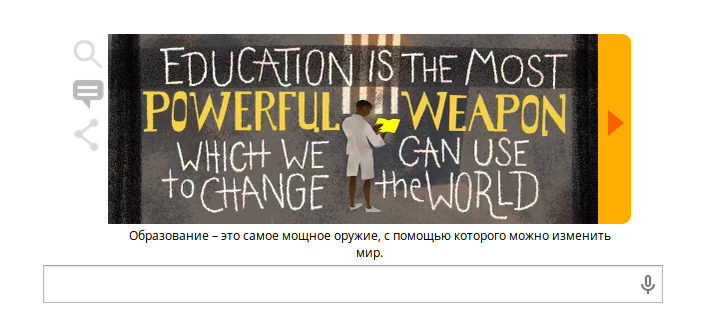 EDUCATION IS THE MOST
POWERFUL WEAPON
WHICH WE CAN USE
to CHANGE the WORLD
Образование – это самое мощное оружие, с помощью которого можно изменить
мир.